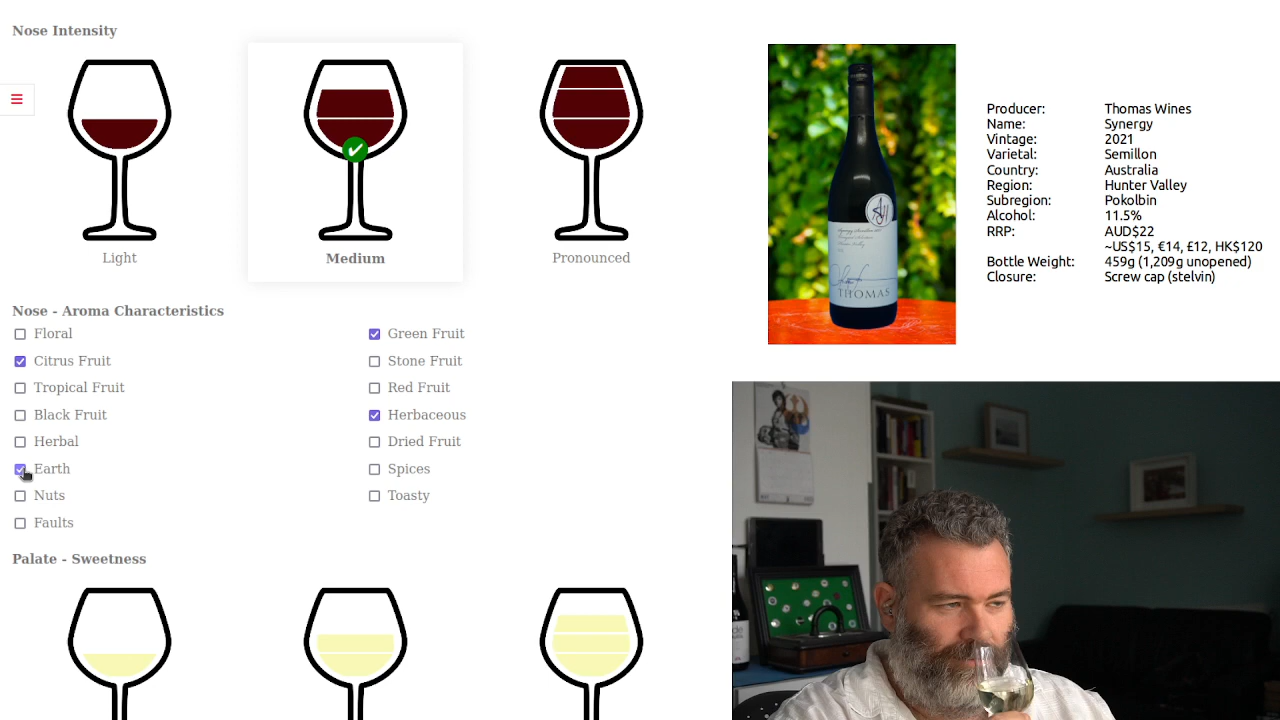 Nose Intensity
Light
Medium
Pronounced
Nose - Aroma Characteristics
Floral
Green Fruit
Citrus Fruit
Stone Fruit
Tropical Fruit
Red Fruit
Black Fruit
Herbaceous
Herbal
Dried Fruit
Earth
Spices
Nuts
Toasty
Faults
Palate - Sweetness
Producer: Thomas Wines
Name: Synergy
Vintage: 2021
Varietal: Semillon
Country: Australia
Region: Hunter Valley
Subregion: Pokolbin
Alcohol: 11.5%
RRP: AUD$22
~US$15, €14, £12, HK$120
Bottle Weight: 459g (1,209g unopened)
Closure: Screw cap (stelvin)
THOMAS